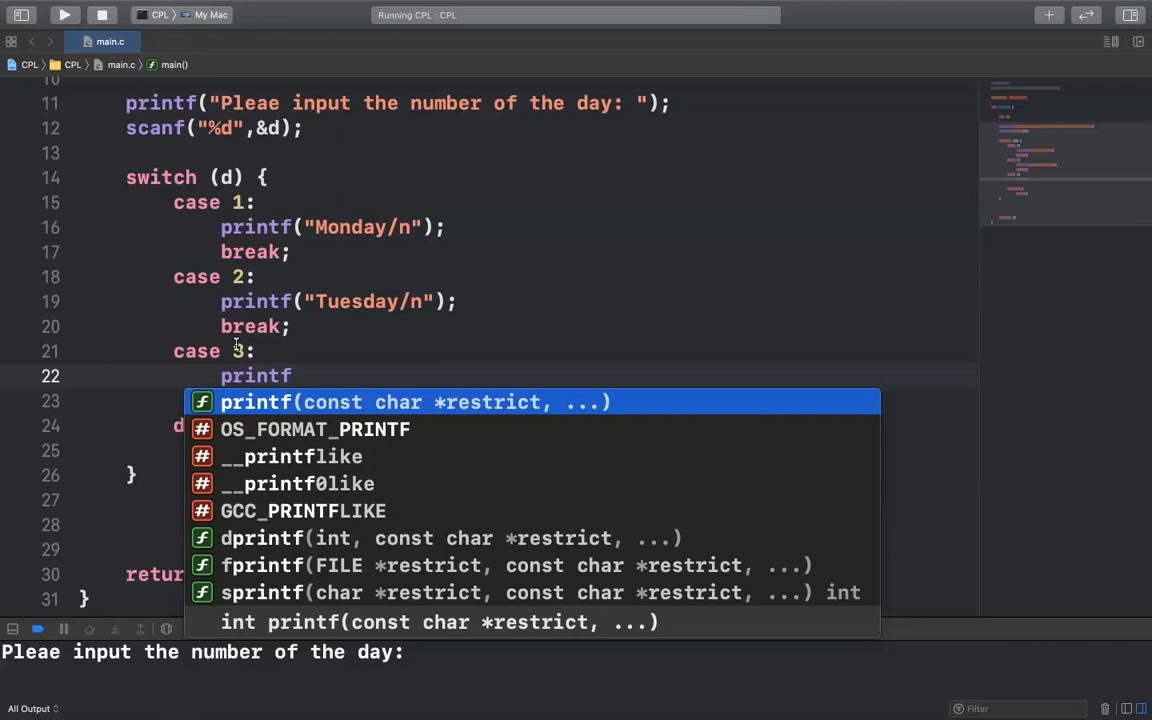 CPL 〉 My Mac
Running CPL : CPL
main.c
CPL 〉 CPL 〉 main.c 〉 main()
10
11 printf("Pleae input the number of the day: ");
12 scanf("%d",&d);
13
14 switch (d) {
15 case 1:
16 printf("Monday/n");
17 break;
18 case 2:
19 printf("Tuesday/n");
20 break;
21 case 3:
22 printf
23 printf(const char *restrict, ...)
24 d OS_FORMAT_PRINTF
25 __printflike
26 } __printf0like
27 GCC_PRINTFLIKE
28 dprintf(int, const char *restrict, ...)
29 fprintf(FILE *restrict, const char *restrict, ...)
30 retur sprintf(char *restrict, const char *restrict, ...) int
31 } int printf(const char *restrict, ...)
Pleae input the number of the day:
All Output
Filter